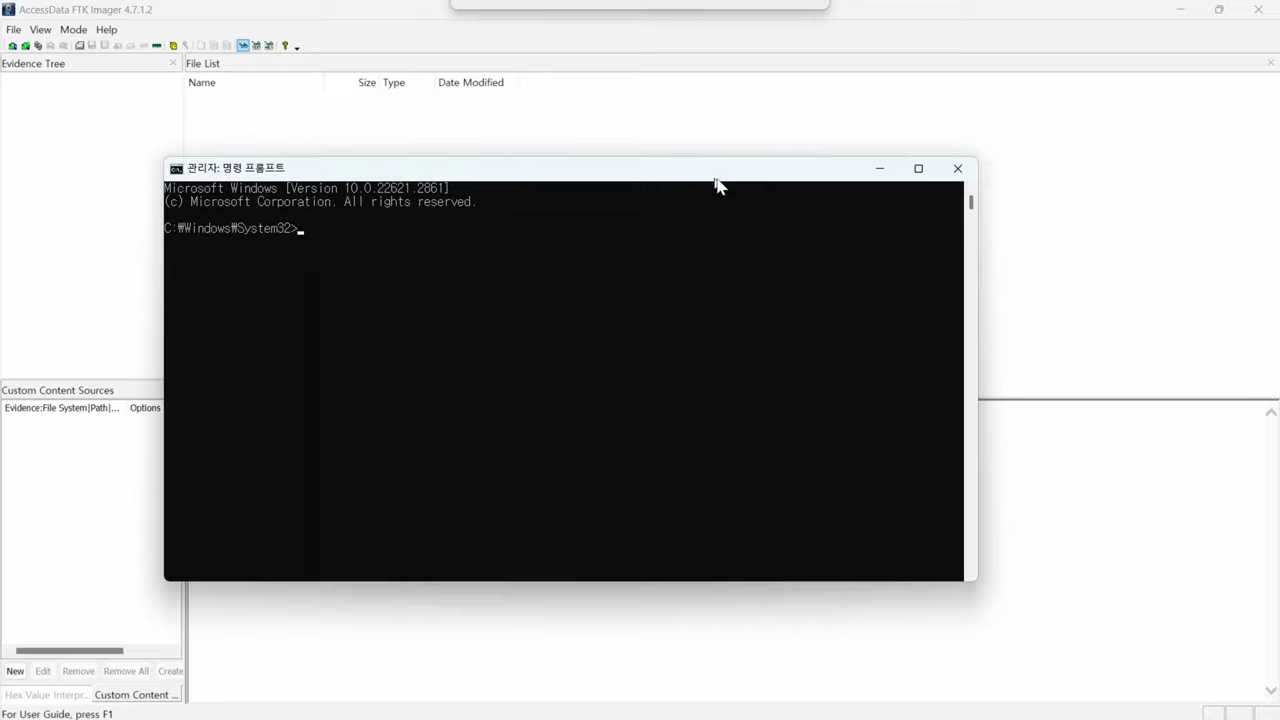 AccessData FTK Imager 4.7.1.2
File View Mode Help
Evidence Tree
File List
Name Size Type Date Modified
관리자: 명령 프롬프트
Microsoft Windows [Version 10.0.22621.2861]
(c) Microsoft Corporation. All rights reserved.
C:₩Windows₩System32>
Custom Content Sources
Evidence:File System|Path|... Options
New Edit Remove Remove All Create
Hex Value Interpr... Custom Content ...
For User Guide, press F1